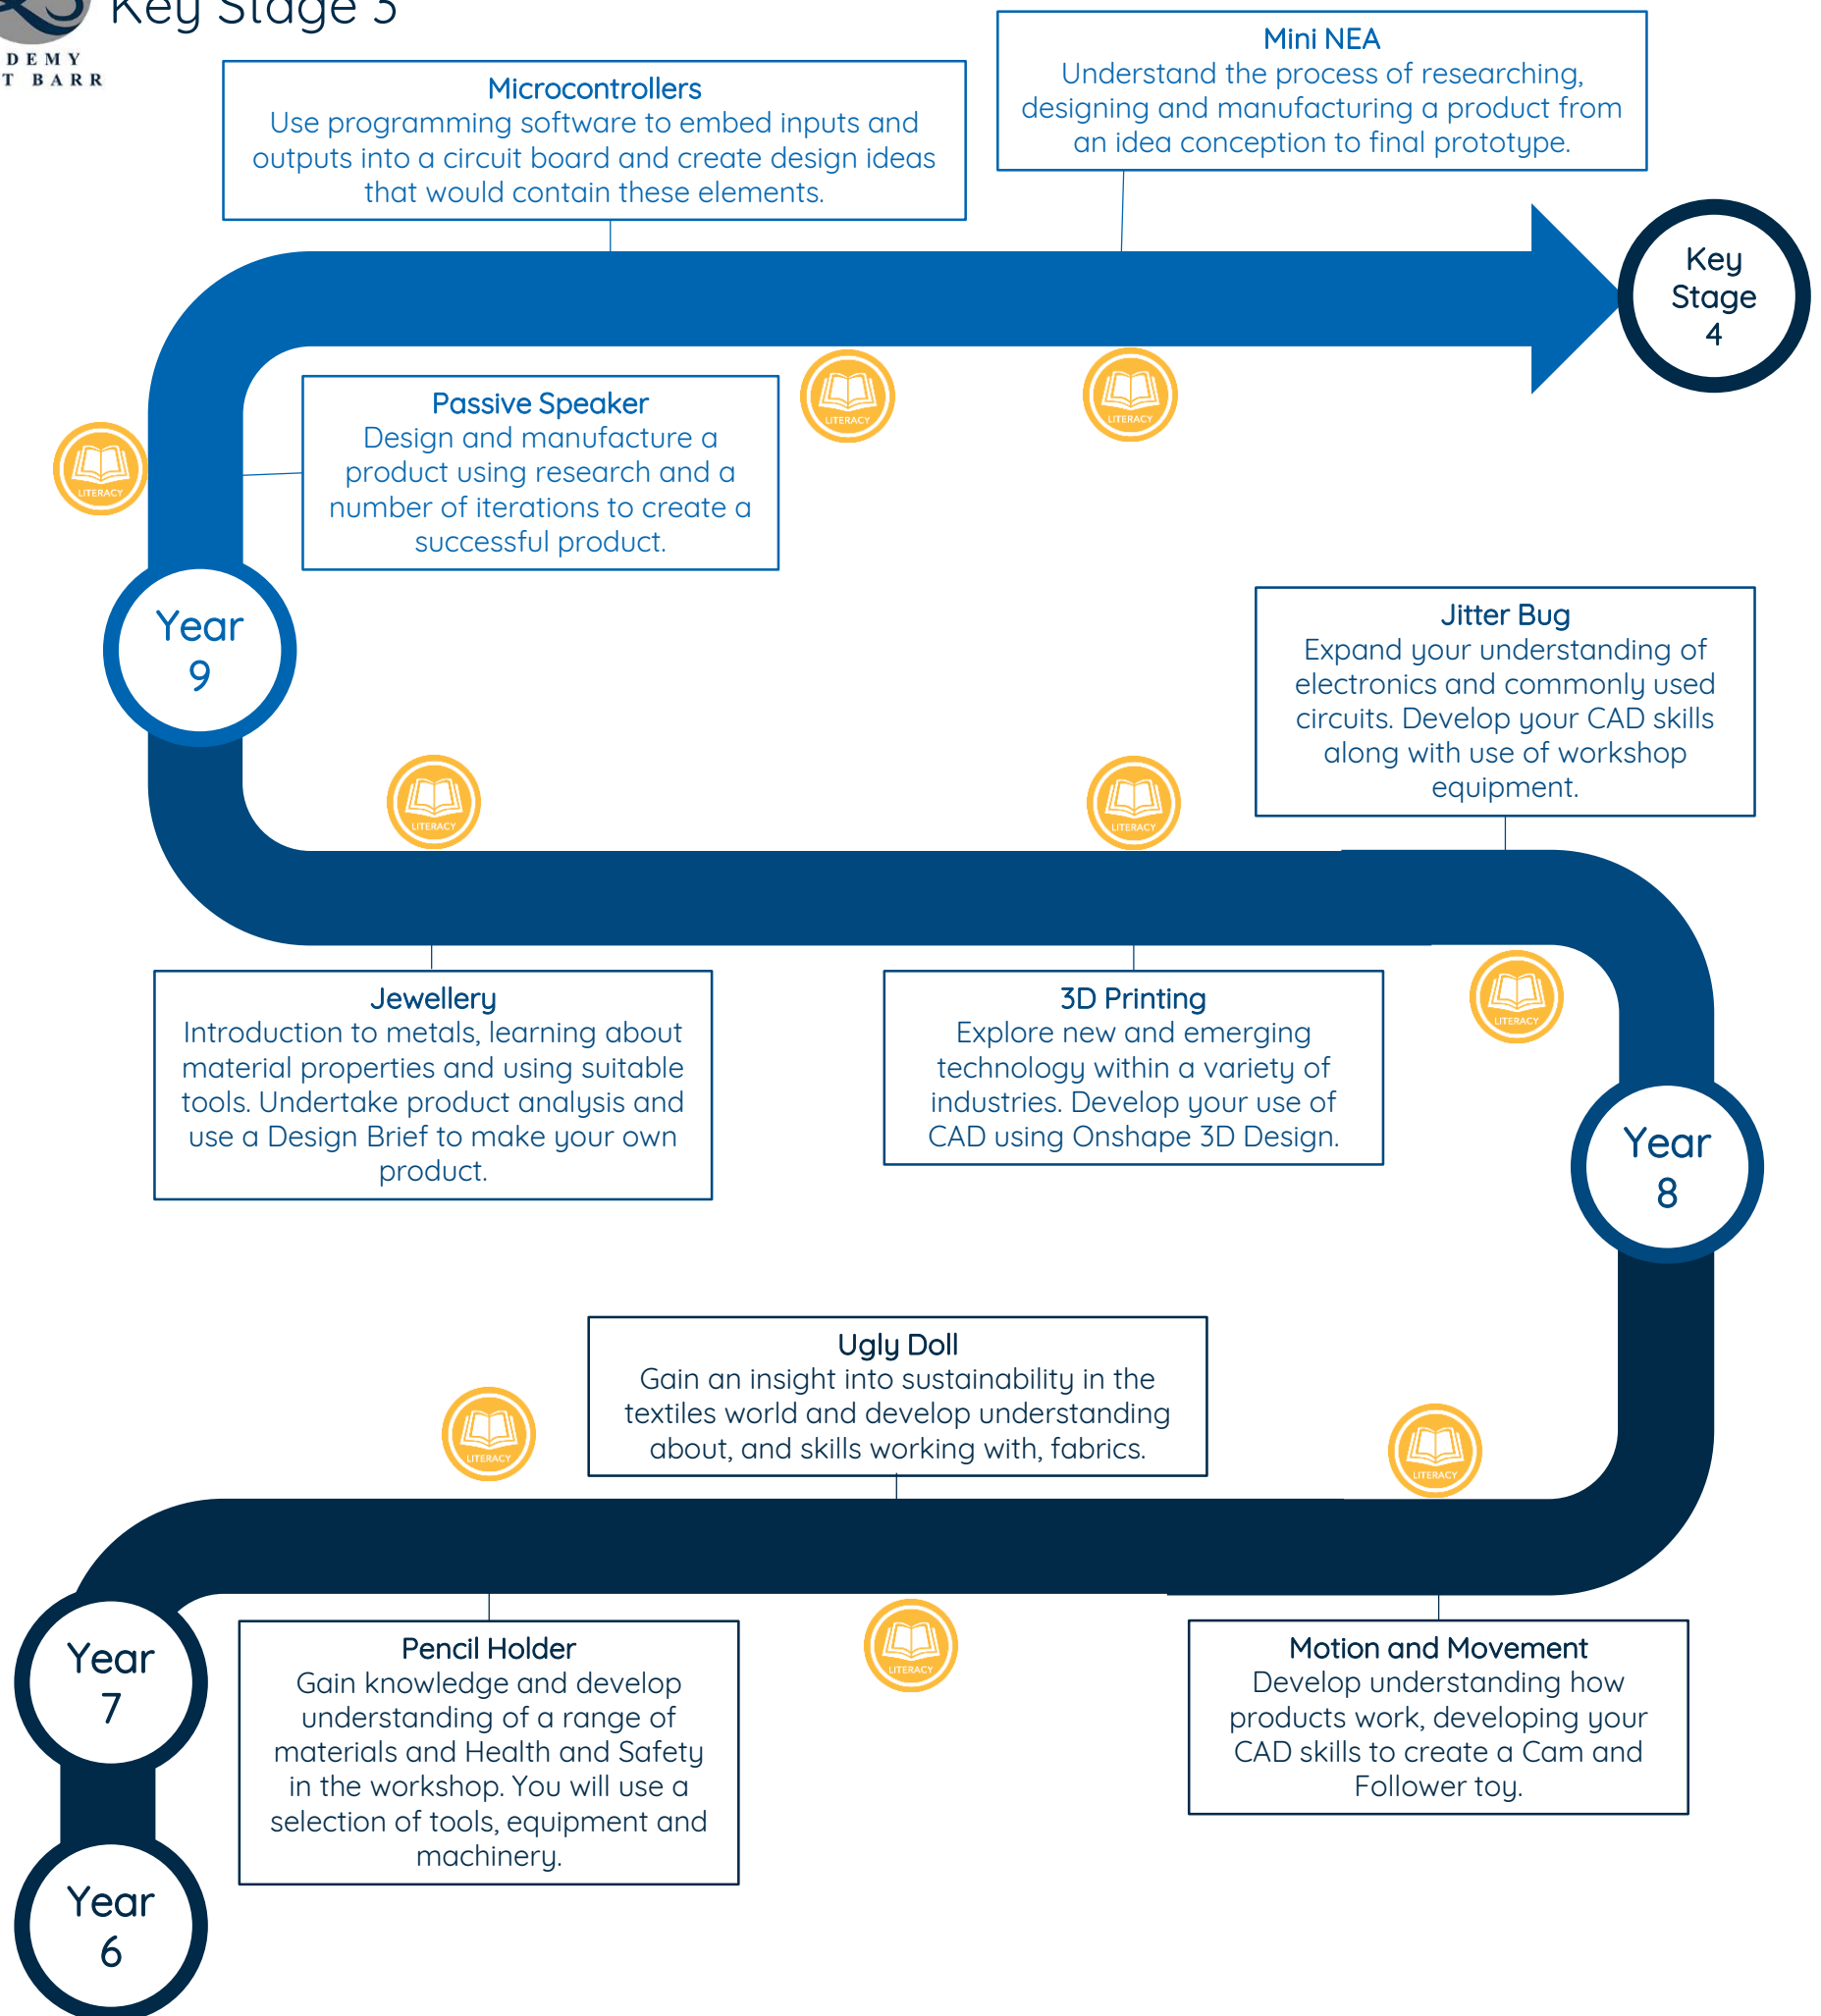 Key Stage 3
DEMY
T BARR
Mini NEA
Understand the process of researching,
designing and manufacturing a product from
an idea conception to final prototype.
Microcontrollers
Use programming software to embed inputs and
outputs into a circuit board and create design ideas
that would contain these elements.
Key
Stage
4
LITERACY
LITERACY
Passive Speaker
Design and manufacture a
product using research and a
number of iterations to create a
successful product.
LITERACY
Year
9
Jitter Bug
Expand your understanding of
electronics and commonly used
circuits. Develop your CAD skills
along with use of workshop
equipment.
LITERACY
LITERACY
Jewellery
Introduction to metals, learning about
material properties and using suitable
tools. Undertake product analysis and
use a Design Brief to make your own
product.
3D Printing
Explore new and emerging
technology within a variety of
industries. Develop your use of
CAD using Onshape 3D Design.
LITERACY
Year
8
Ugly Doll
Gain an insight into sustainability in the
textiles world and develop understanding
about, and skills working with, fabrics.
LITERACY
LITERACY
Year
7
Pencil Holder
Gain knowledge and develop
understanding of a range of
materials and Health and Safety
in the workshop. You will use a
selection of tools, equipment and
machinery.
LITERACY
Motion and Movement
Develop understanding how
products work, developing your
CAD skills to create a Cam and
Follower toy.
Year
6